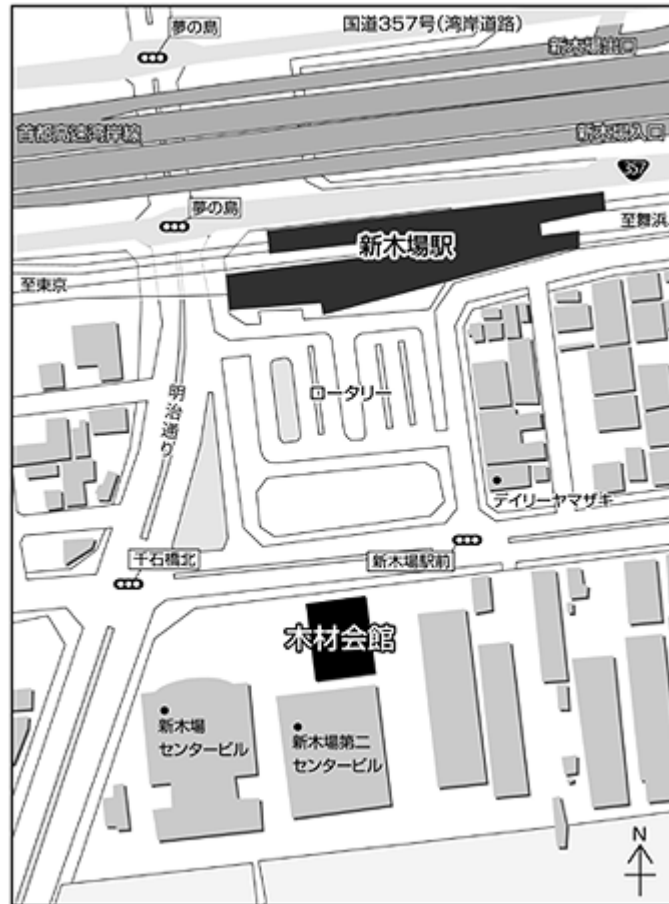 夢の島
国道357号(湾岸道路)
新木場出口
首都高速湾岸線
新木場入口
357
夢の島
至舞浜
新木場駅
至東京
明治通り
ロータリー
デイリーヤマザキ
千石橋北
新木場駅前
木材会館
新木場
センタービル
新木場第二
センタービル
N